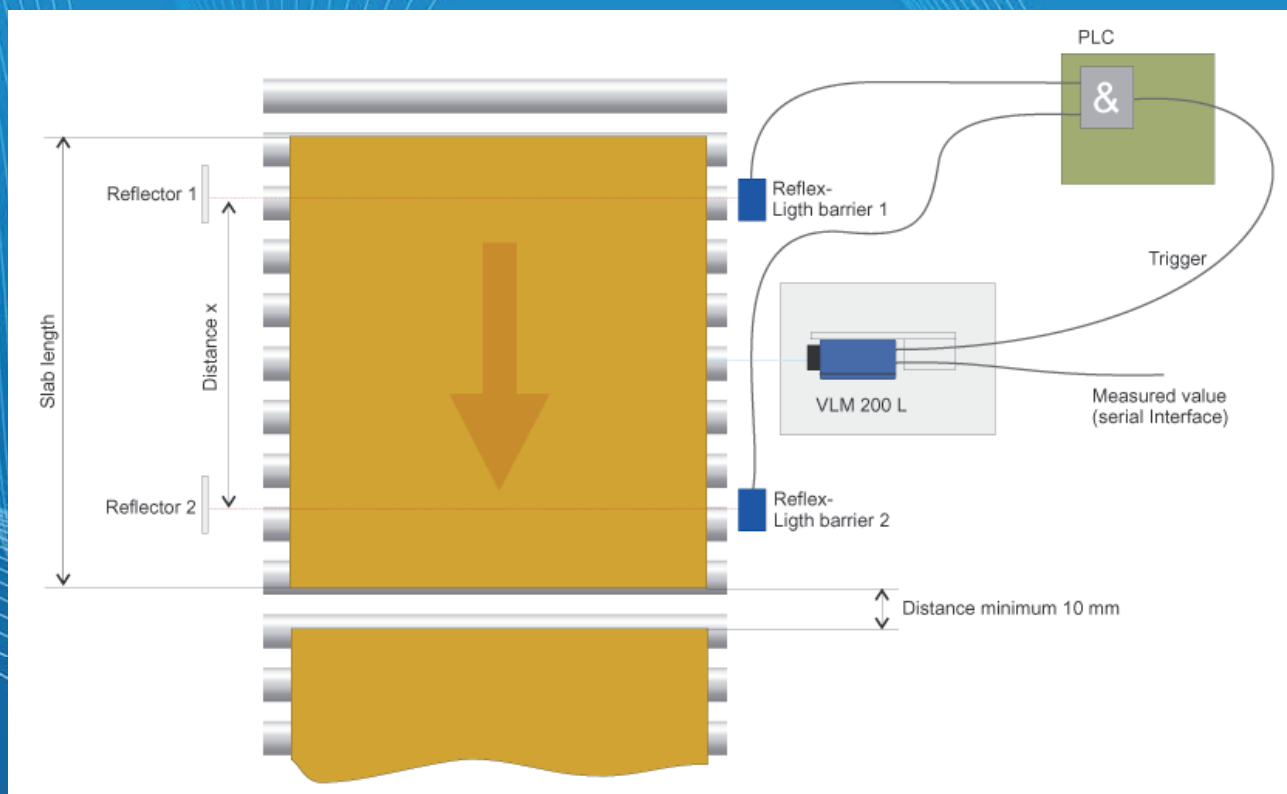 PLC
&
Reflector 1
Reflex-
Ligth barrier 1
Slab length
Distance x
Trigger
VLM 200 L
Measured value
(serial Interface)
Reflector 2
Reflex-
Ligth barrier 2
Distance minimum 10 mm